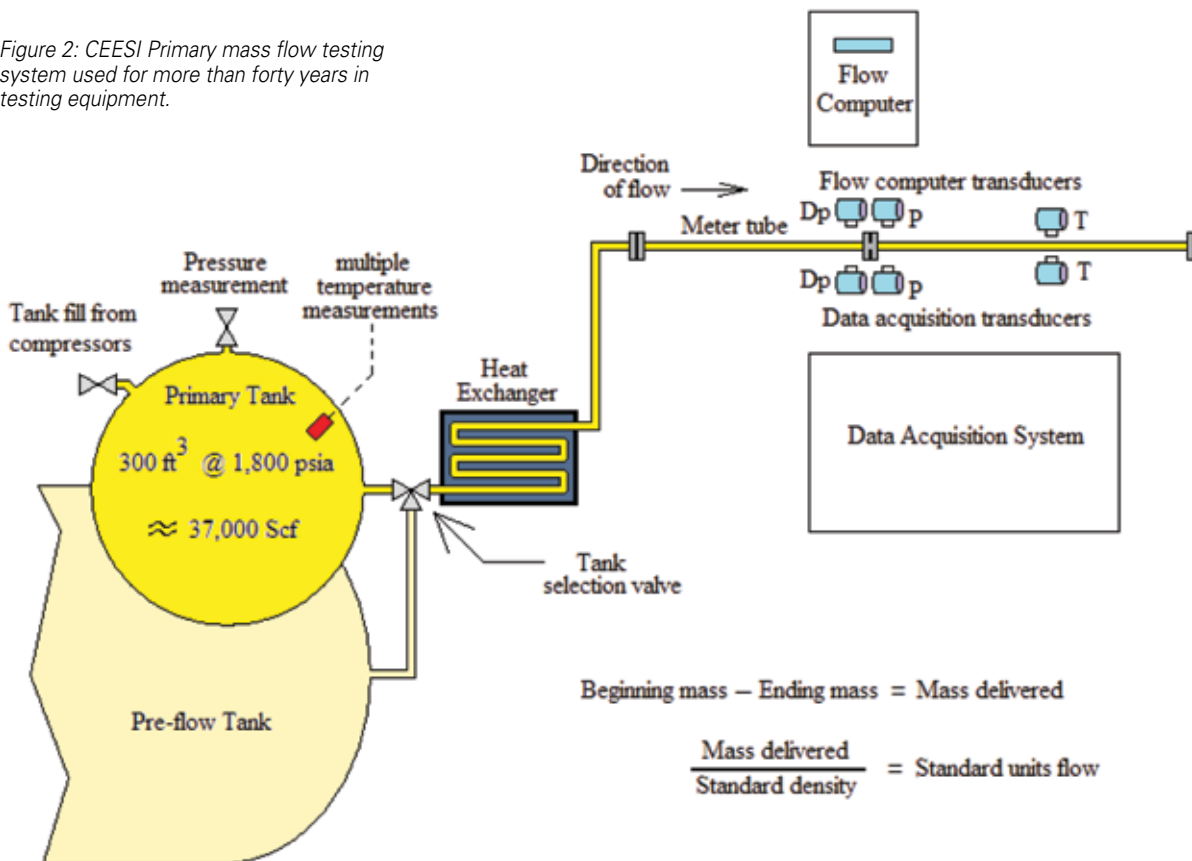 Figure 2: CEESI Primary mass flow testing
system used for more than forty years in
testing equipment.
Flow
Computer
Direction
of flow
Flow computer transducers
Dp
P
T
Meter tube
Dp
P
T
Data acquisition transducers
Pressure
measurement
multiple
temperature
measurements
Tank fill from
compressors
Heat
Exchanger
Primary Tank
300 ft³ @ 1,800 psia
≈ 37,000 Scf
Data Acquisition System
Tank
selection valve
Pre-flow Tank
Beginning mass – Ending mass = Mass delivered
Mass delivered
Standard density
= Standard units flow